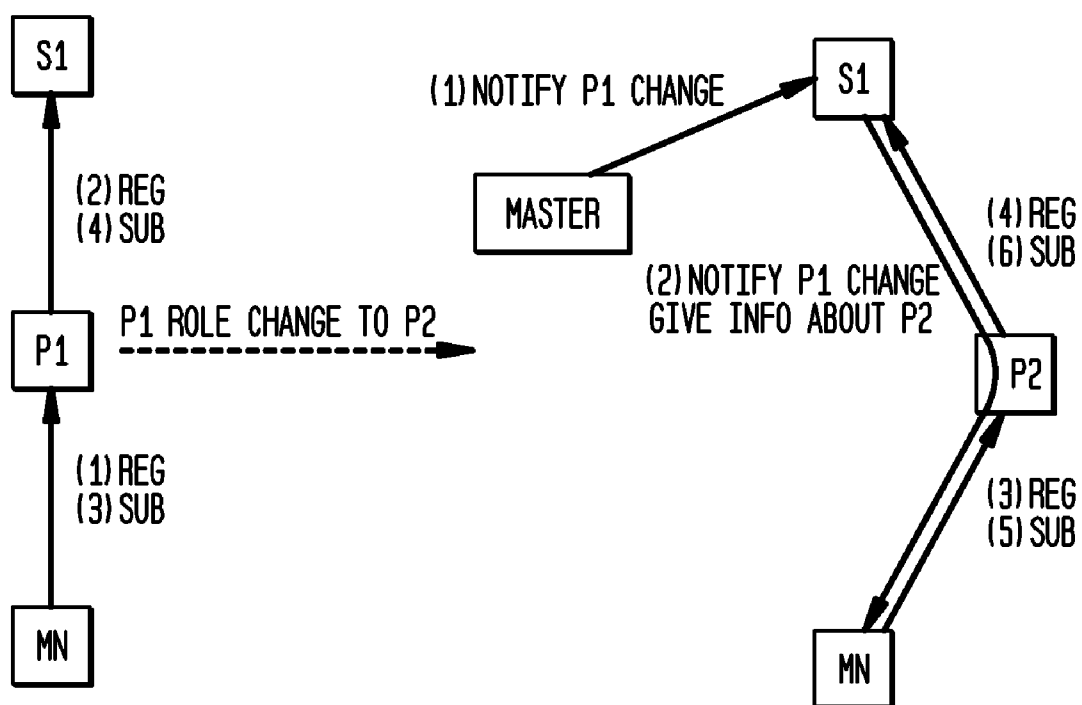 S1
(2) REG
(4) SUB
P1
(1) REG
(3) SUB
MN
P1 ROLE CHANGE TO P2
(1) NOTIFY P1 CHANGE
S1
MASTER
(4) REG
(6) SUB
(2) NOTIFY P1 CHANGE
GIVE INFO ABOUT P2
P2
(3) REG
(5) SUB
MN